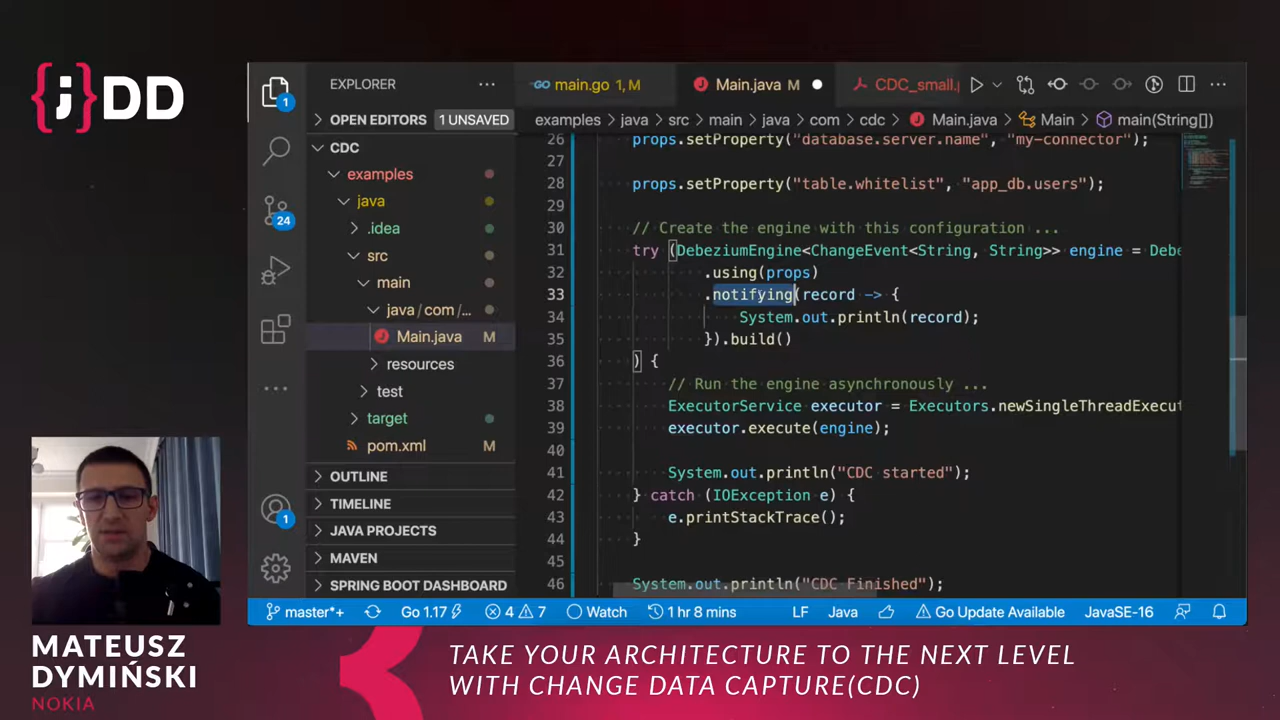 {;} DD
EXPLORER
OPEN EDITORS 1 UNSAVED
CDC
examples
java
.idea
src
main
java / com / ...
Main.java M
resources
test
target
pom.xml M
OUTLINE
TIMELINE
JAVA PROJECTS
MAVEN
SPRING BOOT DASHBOARD
1
24
1
main.go 1, M
Main.java M
CDC_small.p
examples > java > src > main > java > com > cdc > Main.java > Main > main(String[])
26 props.setProperty("database.server.name", "my-connector");
27
28 props.setProperty("table.whitelist", "app_db.users");
29
30 // Create the engine with this configuration ...
31 try (DebeziumEngine<ChangeEvent<String, String>> engine = Debe
32 .using(props)
33 .notifying(record -> {
34 System.out.println(record);
35 }).build()
36 ) {
37 // Run the engine asynchronously ...
38 ExecutorService executor = Executors.newSingleThreadExecut
39 executor.execute(engine);
40
41 System.out.println("CDC started");
42 } catch (IOException e) {
43 e.printStackTrace();
44 }
45
46 System.out.println("CDC Finished");
master*+ Go 1.17 4 7 Watch 1 hr 8 mins LF Java Go Update Available JavaSE-16
MATEUSZ
DYMIŃSKI
NOKIA
TAKE YOUR ARCHITECTURE TO THE NEXT LEVEL
WITH CHANGE DATA CAPTURE(CDC)